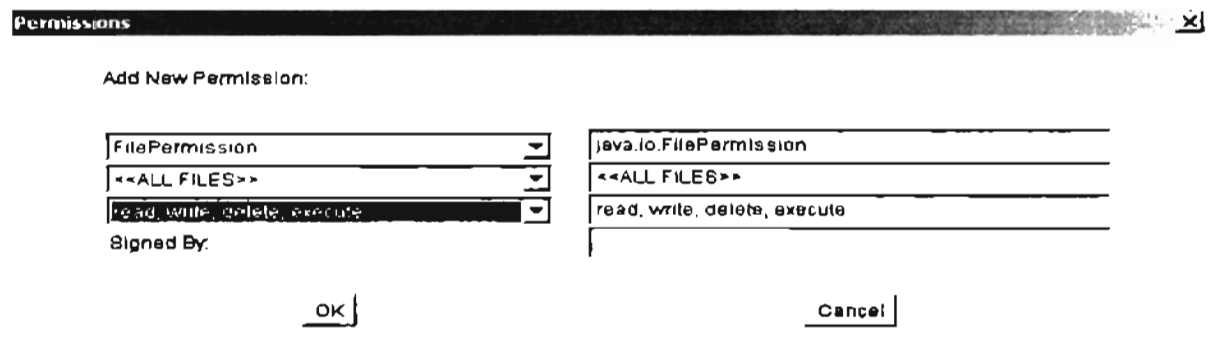 Permissions
Add New Permission:
FilePermission java.io.FilePermission
<<ALL FILES>> <<ALL FILES>>
read, write, delete, execute read, write, delete, execute
Signed By:
OK Cancel